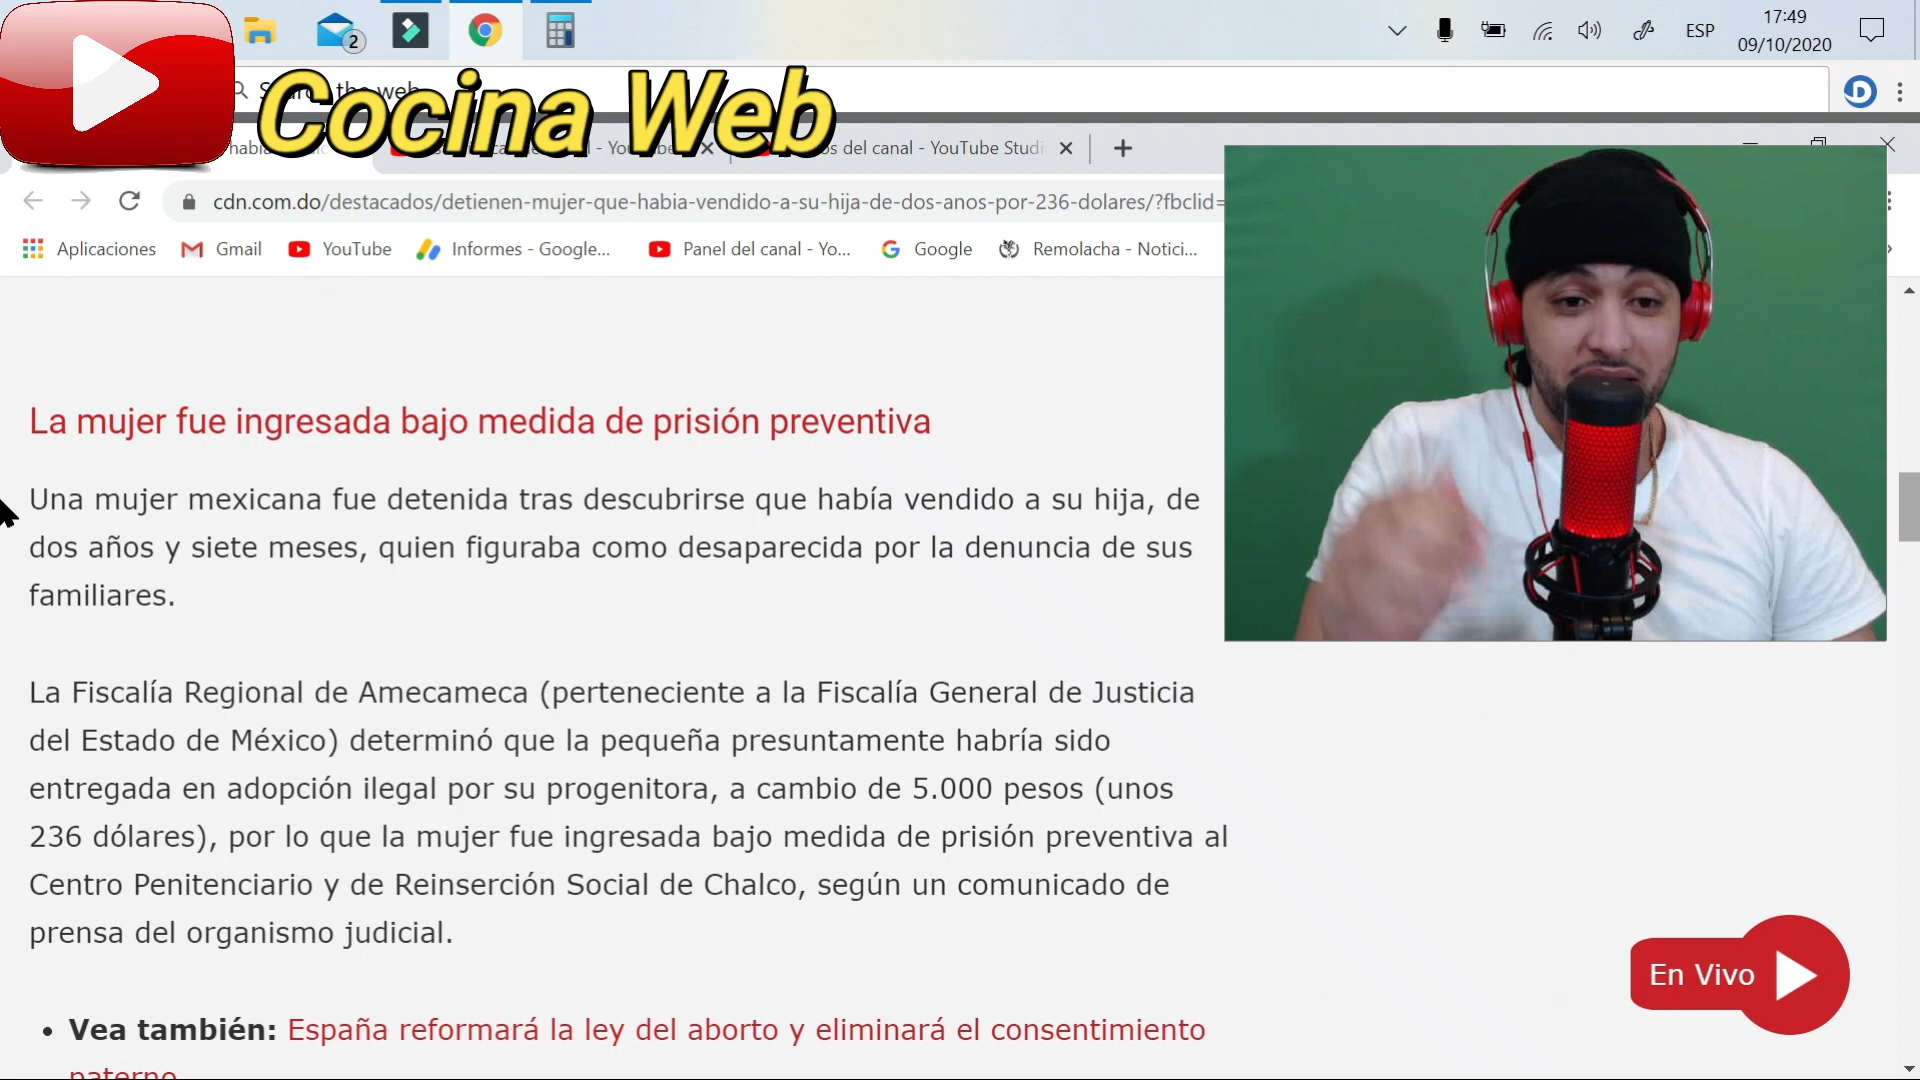 2
ESP
17:49
09/10/2020
Cocina Web
the web
D
del canal - YouTube Studi
cdn.com.do/destacados/detienen-mujer-que-habia-vendido-a-su-hija-de-dos-anos-por-236-dolares/?fbclid=
Aplicaciones Gmail YouTube Informes - Google... Panel del canal - Yo... Google Remolacha - Notici...
La mujer fue ingresada bajo medida de prisión preventiva
Una mujer mexicana fue detenida tras descubrirse que había vendido a su hija, de
dos años y siete meses, quien figuraba como desaparecida por la denuncia de sus
familiares.
La Fiscalía Regional de Amecameca (perteneciente a la Fiscalía General de Justicia
del Estado de México) determinó que la pequeña presuntamente habría sido
entregada en adopción ilegal por su progenitora, a cambio de 5.000 pesos (unos
236 dólares), por lo que la mujer fue ingresada bajo medida de prisión preventiva al
Centro Penitenciario y de Reinserción Social de Chalco, según un comunicado de
prensa del organismo judicial.
En Vivo
• Vea también: España reformará la ley del aborto y eliminará el consentimiento
paterno